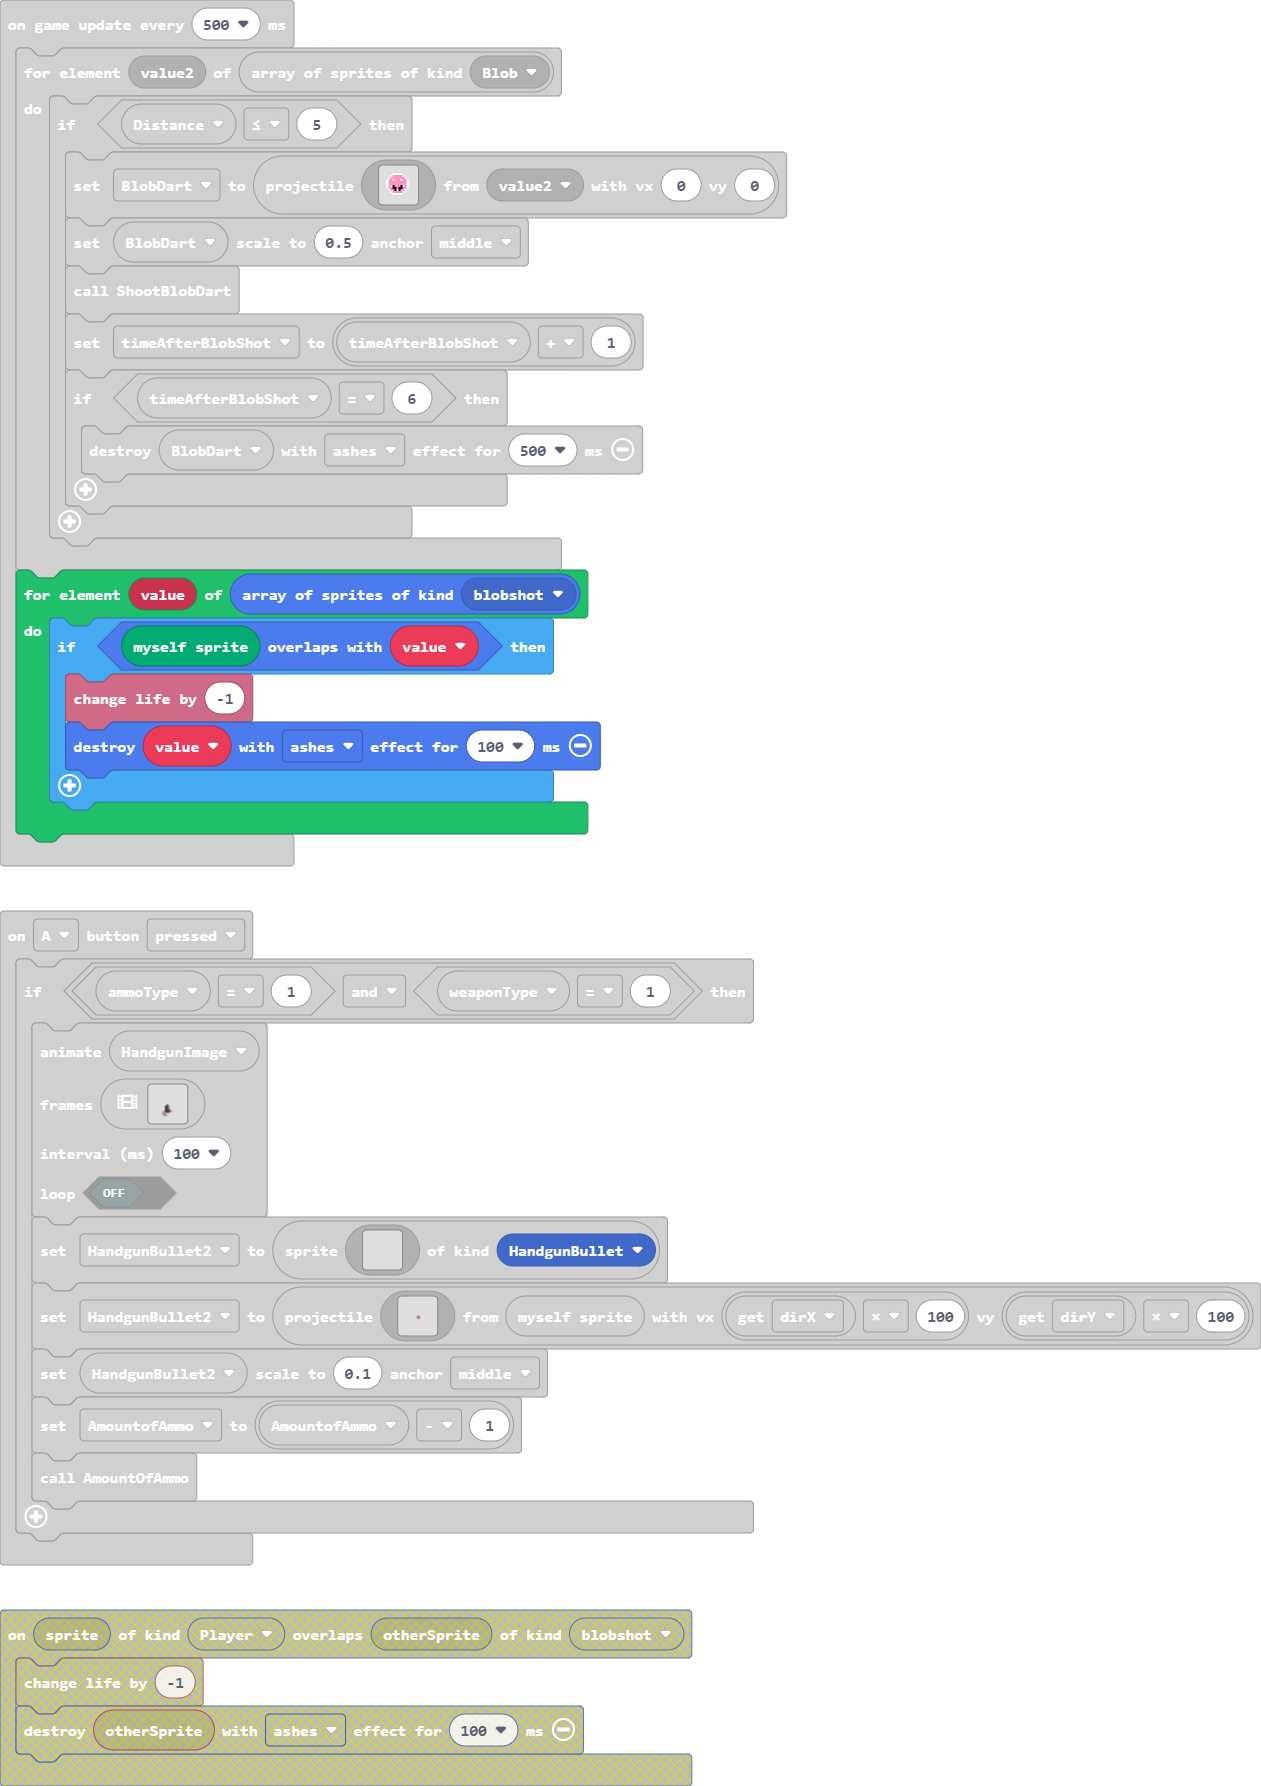 on game update every 500 ms
for element value2 of array of sprites of kind Blob
do
if Distance ≤ 5 then
set BlobDart to projectile from value2 with vx 0 vy 0
set BlobDart scale to 0.5 anchor middle
call ShootBlobDart
set timeAfterBlobShot to timeAfterBlobShot + 1
if timeAfterBlobShot = 6 then
destroy BlobDart with ashes effect for 500 ms
for element value of array of sprites of kind blobshot
do
if myself sprite overlaps with value then
change life by -1
destroy value with ashes effect for 100 ms
on A button pressed
if ammoType = 1 and weaponType = 1 then
animate HandgunImage
frames
interval (ms) 100
loop OFF
set HandgunBullet2 to sprite of kind HandgunBullet
set HandgunBullet2 to projectile from myself sprite with vx get dirX × 100 vy get dirY × 100
set HandgunBullet2 scale to 0.1 anchor middle
set AmountofAmmo to AmountofAmmo - 1
call AmountOfAmmo
on sprite of kind Player overlaps otherSprite of kind blobshot
change life by -1
destroy otherSprite with ashes effect for 100 ms